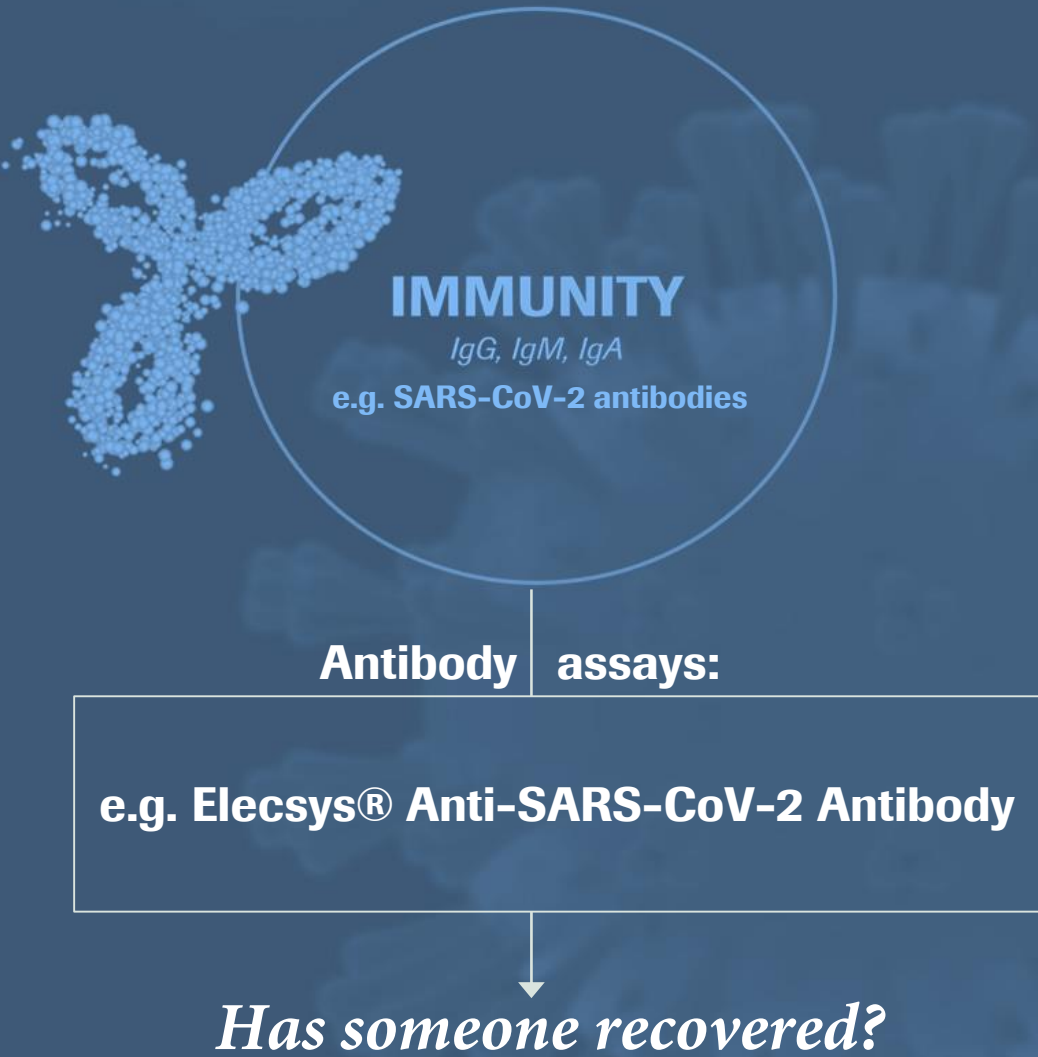 IMMUNITY
IgG, IgM, IgA
e.g. SARS-CoV-2 antibodies
Antibody assays:
e.g. Elecsys® Anti-SARS-CoV-2 Antibody
Has someone recovered?